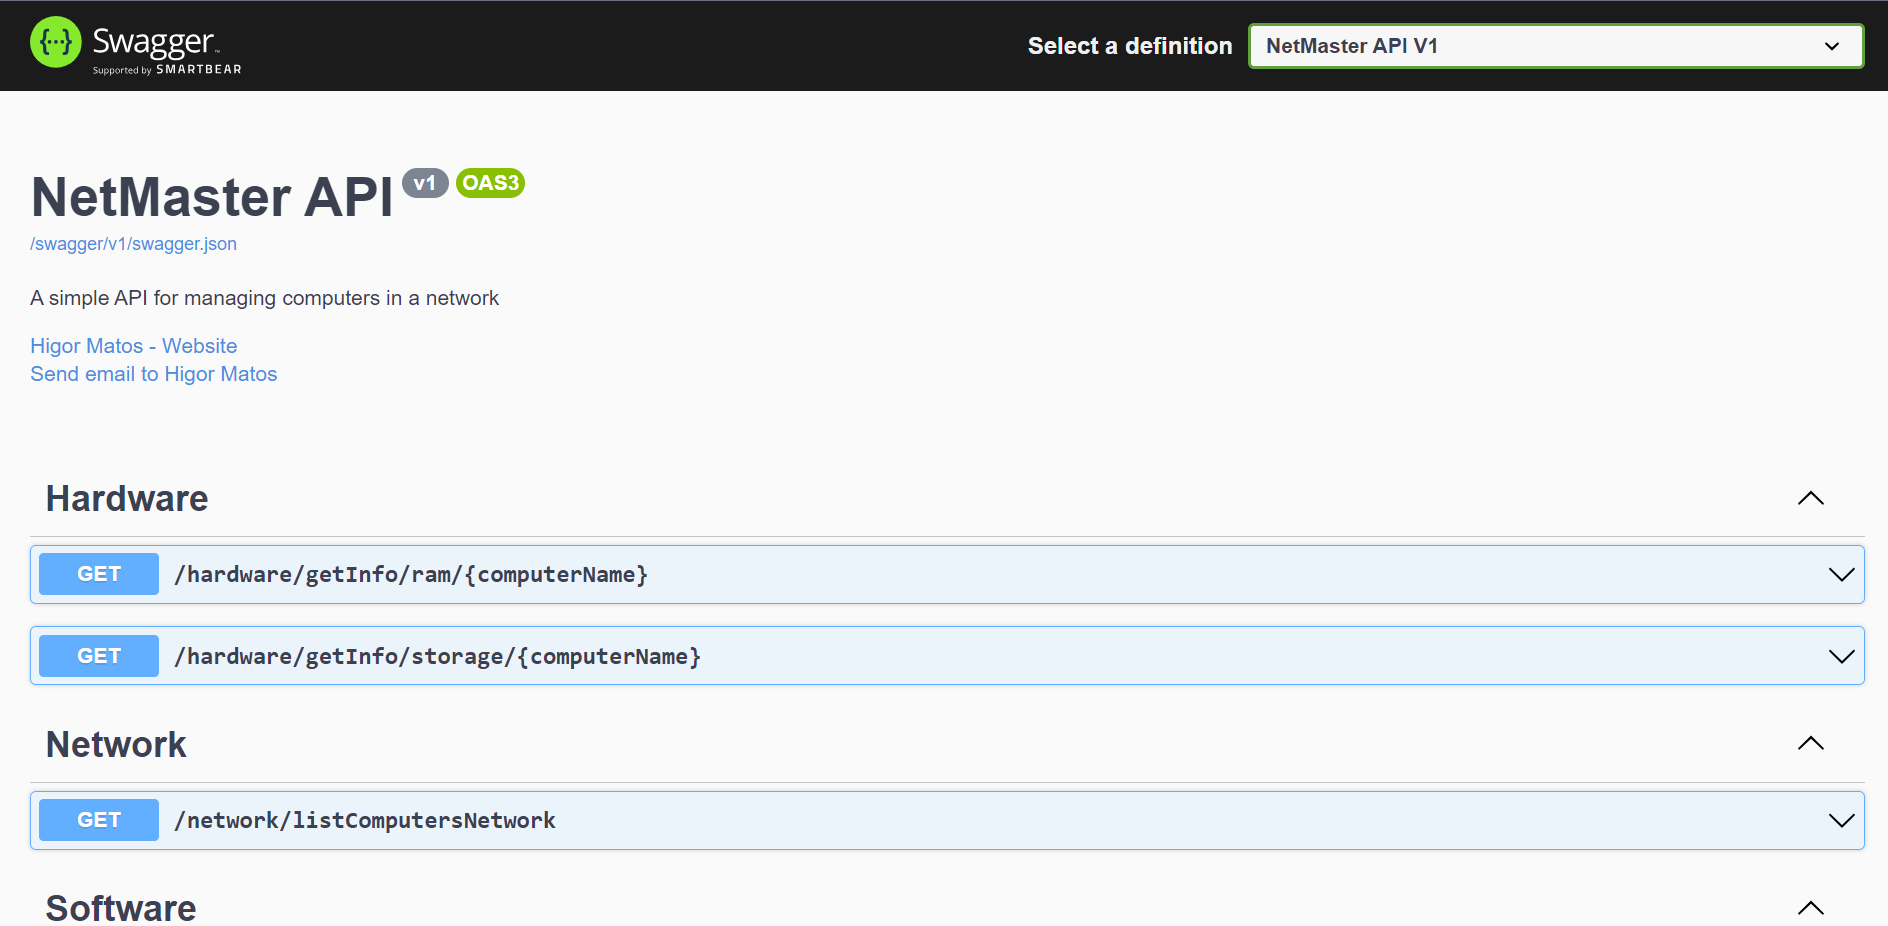 {···} Swagger™
Supported by SMARTBEAR
Select a definition
NetMaster API V1
NetMaster API v1 OAS3
/swagger/v1/swagger.json
A simple API for managing computers in a network
Higor Matos - Website
Send email to Higor Matos
Hardware
GET /hardware/getInfo/ram/{computerName}
GET /hardware/getInfo/storage/{computerName}
Network
GET /network/listComputersNetwork
Software